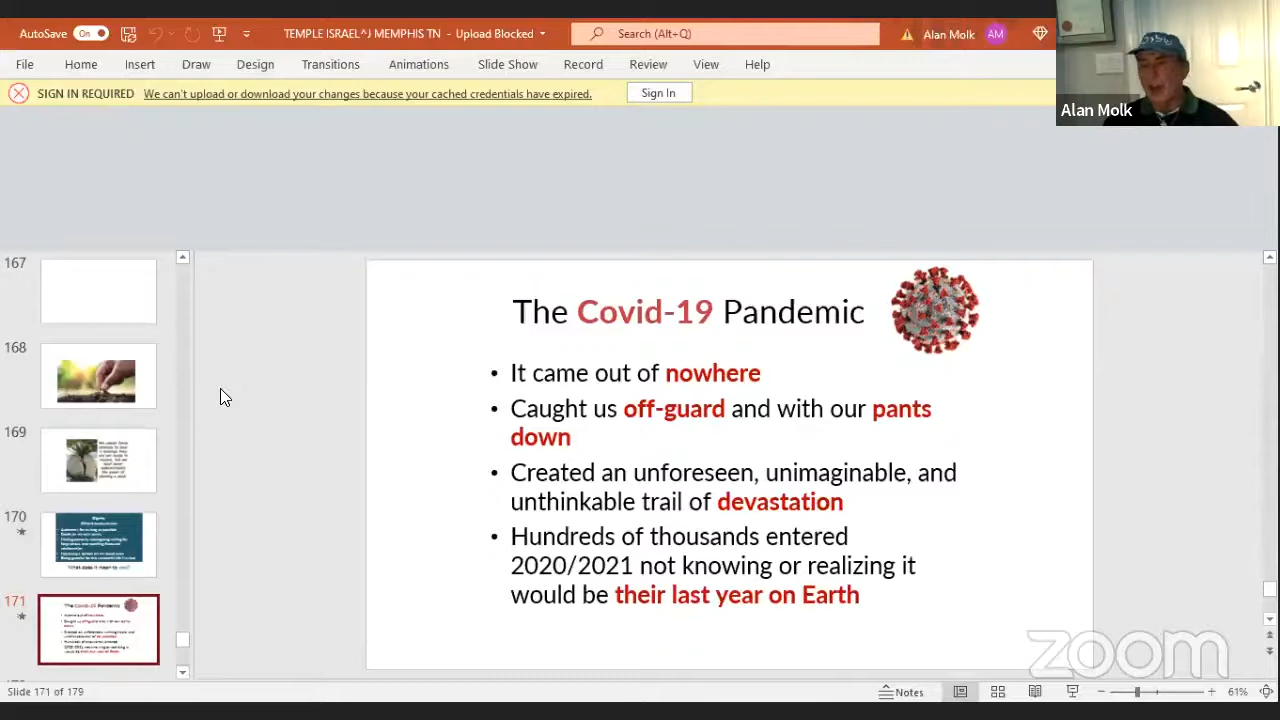 AutoSave On TEMPLE ISRAEL^J MEMPHIS TN - Upload Blocked Search (Alt+Q) Alan Molk AM
File Home Insert Draw Design Transitions Animations Slide Show Record Review View Help
SIGN IN REQUIRED We can't upload or download your changes because your cached credentials have expired. Sign In
Alan Molk
167
168
169
170
171
The Covid-19 Pandemic
• It came out of nowhere
• Caught us off-guard and with our pants
down
• Created an unforeseen, unimaginable, and
unthinkable trail of devastation
• Hundreds of thousands entered
2020/2021 not knowing or realizing it
would be their last year on Earth
zoom
Slide 171 of 179 Notes 61%